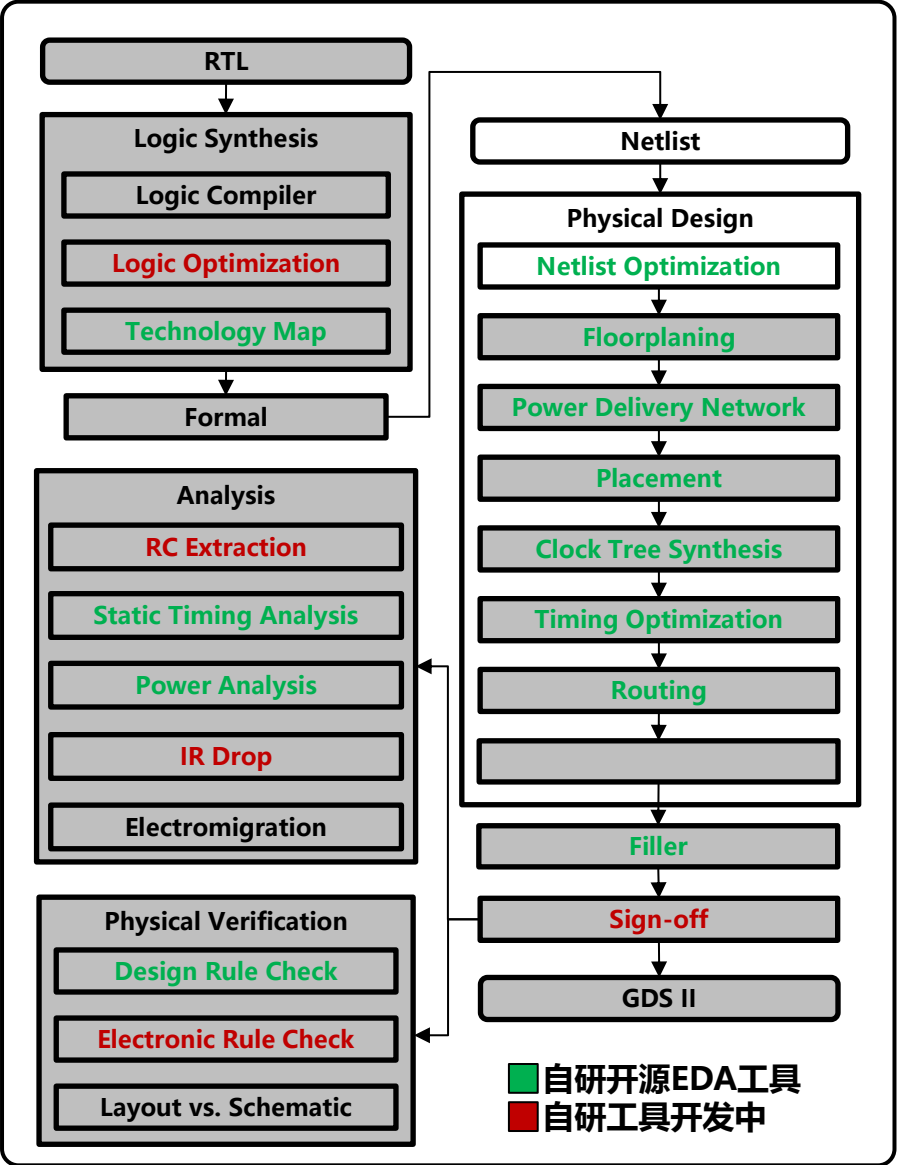 RTL
Logic Synthesis
Logic Compiler
Logic Optimization
Technology Map
Formal
Netlist
Physical Design
Netlist Optimization
Floorplaning
Power Delivery Network
Placement
Clock Tree Synthesis
Timing Optimization
Routing
Filler
Sign-off
GDS II
Analysis
RC Extraction
Static Timing Analysis
Power Analysis
IR Drop
Electromigration
Physical Verification
Design Rule Check
Electronic Rule Check
Layout vs. Schematic
自研开源EDA工具
自研工具开发中